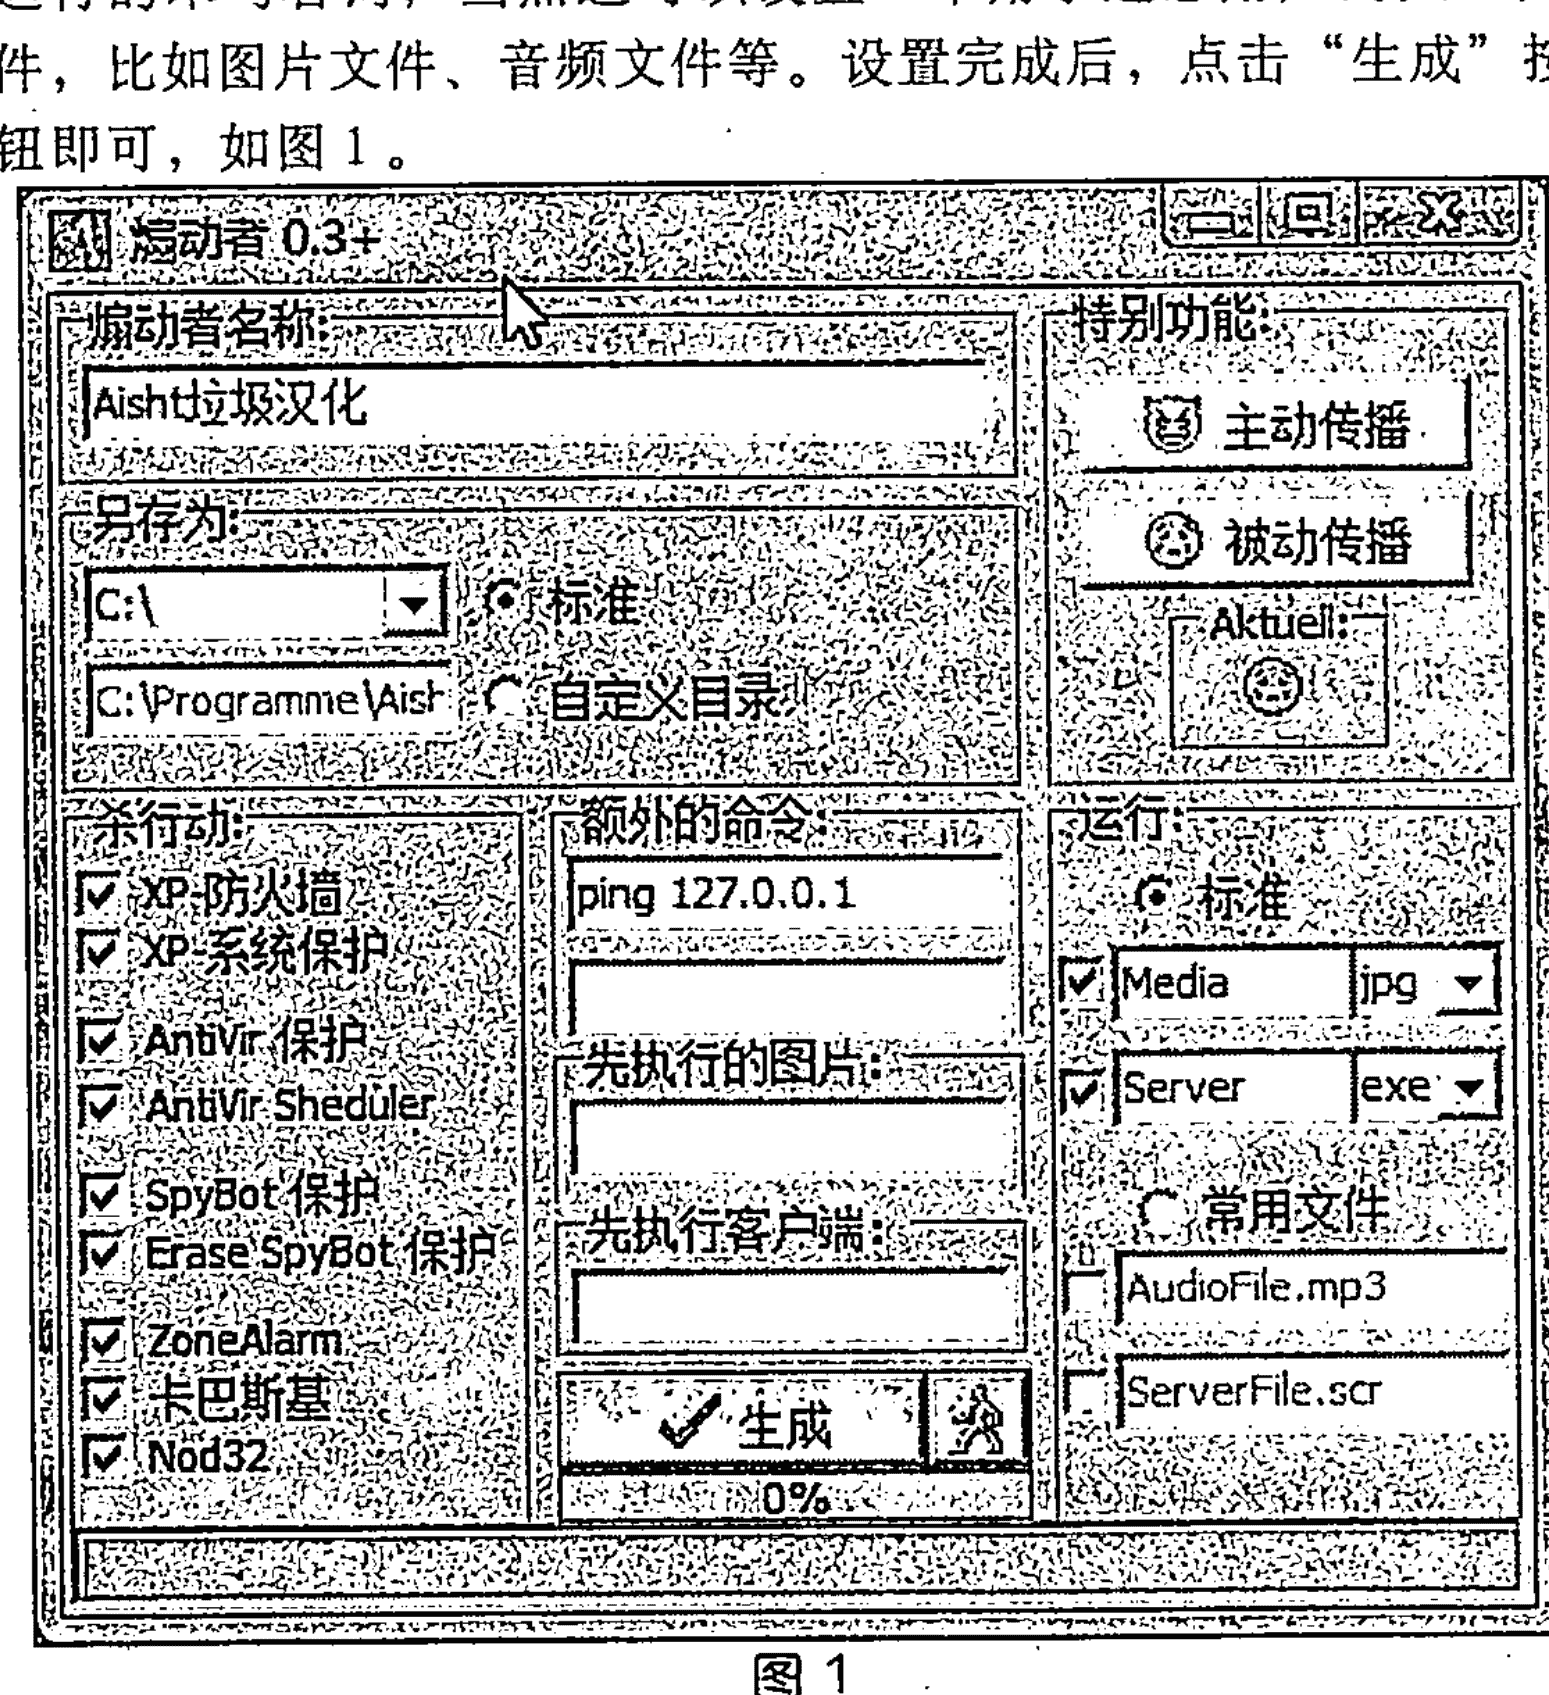 件，比如图片文件、音频文件等。设置完成后，点击“生成”按
钮即可，如图1。
煽动者 0.3+
煽动者名称:
Aisht垃圾汉化
另存为:
C:\
标准
C:\Programme\Aish
自定义目录
特别功能:
主动传播
被动传播
Aktuell:
杀行动:
XP-防火墙
XP-系统保护
AntiVir 保护
AntiVir Sheduler
SpyBot 保护
Erase SpyBot 保护
ZoneAlarm
卡巴斯基
Nod32
额外的命令:
ping 127.0.0.1
先执行的图片:
先执行客户端:
生成
0%
运行:
标准
Media
jpg
Server
exe
常用文件
AudioFile.mp3
ServerFile.scr
图 1